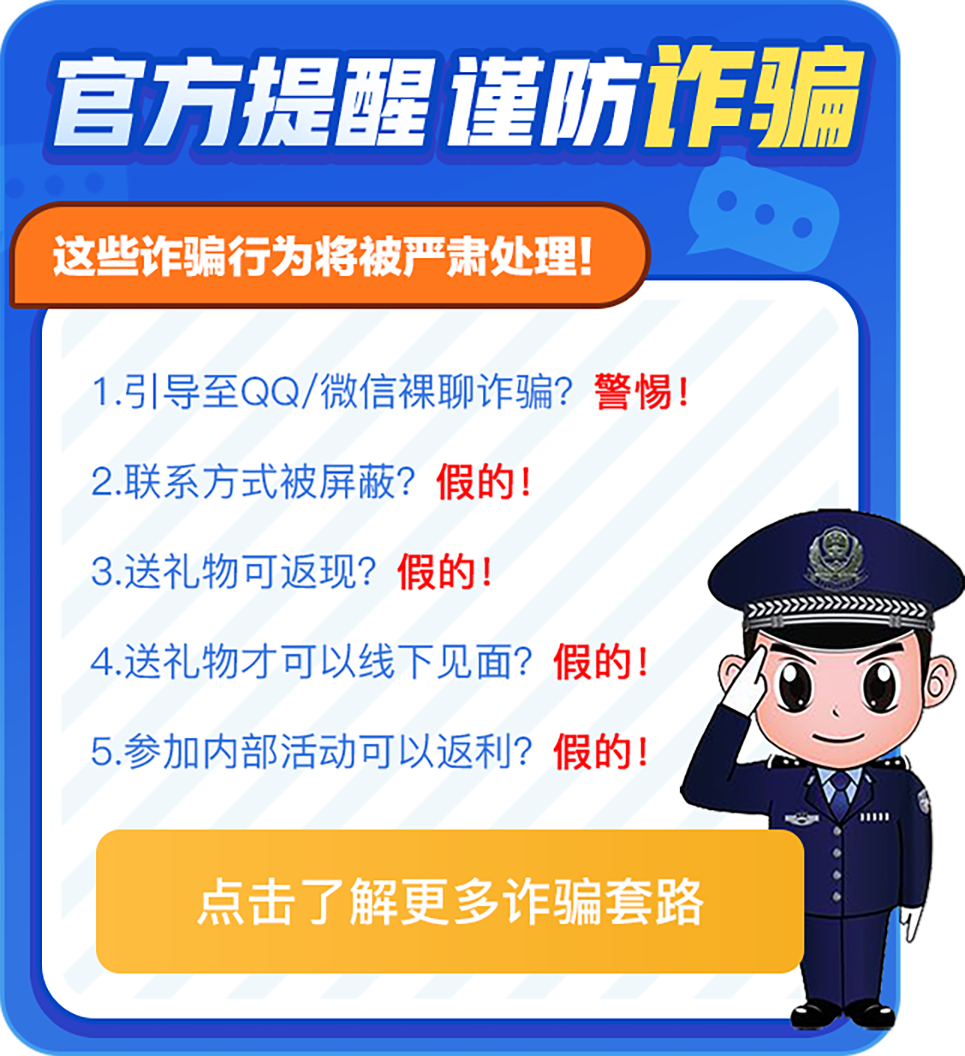 官方提醒 谨防诈骗
这些诈骗行为将被严肃处理!
1.引导至QQ/微信裸聊诈骗? 警惕!
2.联系方式被屏蔽? 假的!
3.送礼物可返现? 假的!
4.送礼物才可以线下见面? 假的!
5.参加内部活动可以返利? 假的!
点击了解更多诈骗套路